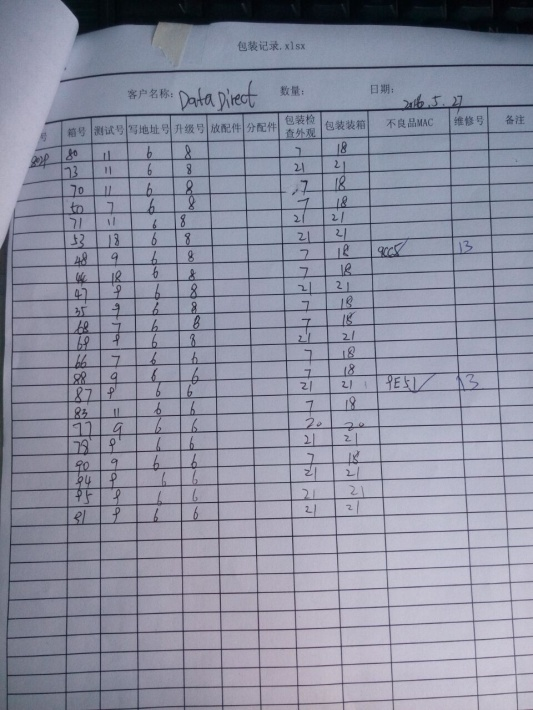 包装记录.xlsx
客户名称: Data Direct 数量: 日期: 2016.5.27
号 箱号 测试号 写地址号 升级号 放配件 分配件 包装检查外观 包装装箱 不良品MAC 维修号 备注
80 11 6 8 7 18
73 11 6 8 21 21
70 11 6 8 7 18
50 7 6 8 7 18
71 11 6 8 21 21
53 18 6 8 21 21
48 9 6 8 7 18 9CC5 13
44 18 6 8 7 18
47 9 6 8 21 21
35 9 6 8 7 18
68 7 6 8 7 18
69 9 6 8 21 21
66 7 6 6 7 18
88 9 6 6 7 18
87 9 6 6 21 21 9E51 13
83 11 6 6 7 18
77 9 6 6 20 20
78 9 6 6 21 21
90 9 6 6 7 18
94 9 6 6 21 21
95 9 6 6 21 21
91 9 6 6 21 21